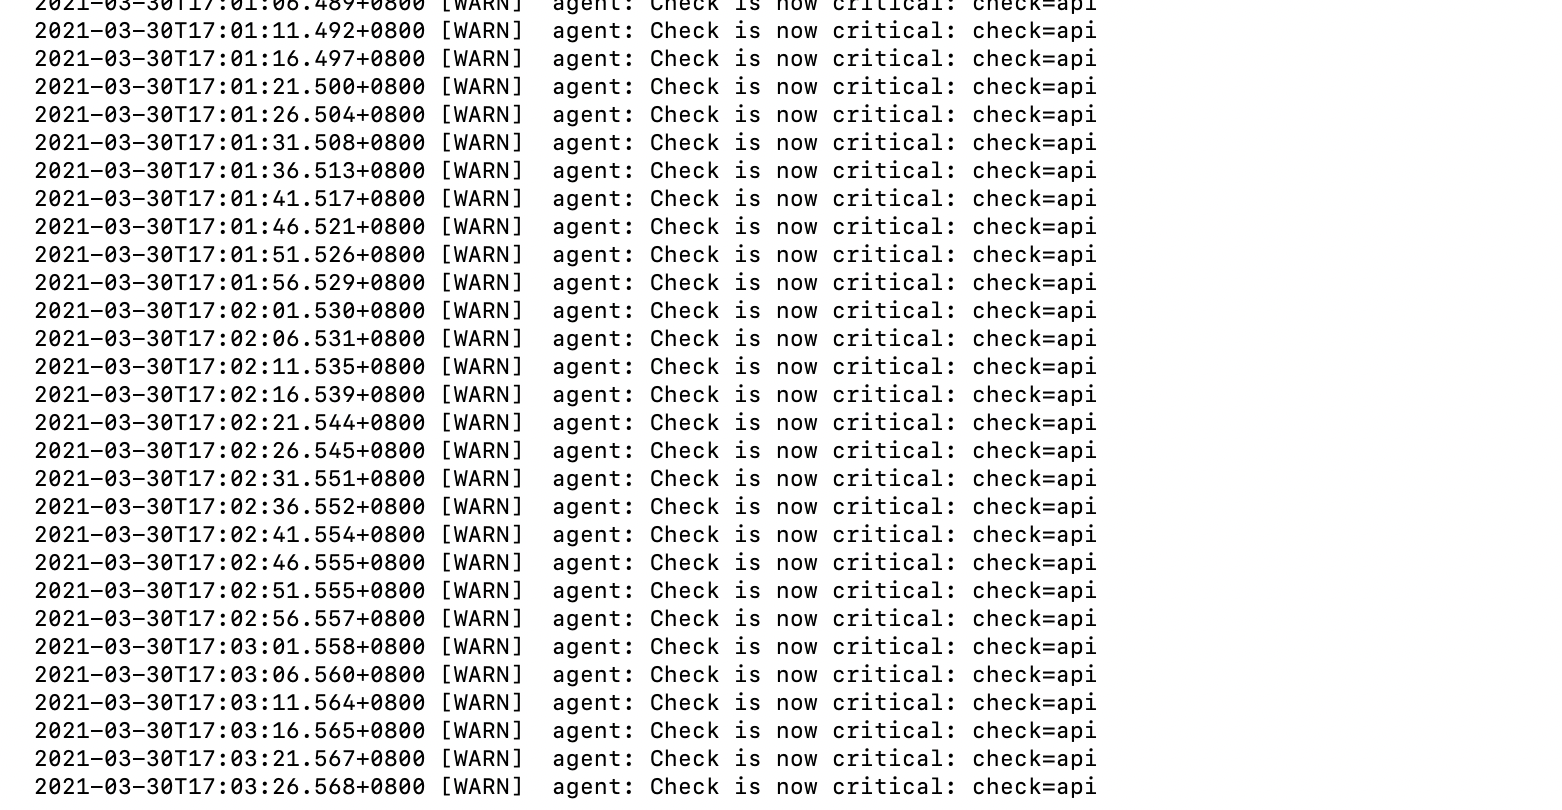 2021-03-30T17:01:06.489+0800 [WARN]  agent: Check is now critical: check=api
2021-03-30T17:01:11.492+0800 [WARN]  agent: Check is now critical: check=api
2021-03-30T17:01:16.497+0800 [WARN]  agent: Check is now critical: check=api
2021-03-30T17:01:21.500+0800 [WARN]  agent: Check is now critical: check=api
2021-03-30T17:01:26.504+0800 [WARN]  agent: Check is now critical: check=api
2021-03-30T17:01:31.508+0800 [WARN]  agent: Check is now critical: check=api
2021-03-30T17:01:36.513+0800 [WARN]  agent: Check is now critical: check=api
2021-03-30T17:01:41.517+0800 [WARN]  agent: Check is now critical: check=api
2021-03-30T17:01:46.521+0800 [WARN]  agent: Check is now critical: check=api
2021-03-30T17:01:51.526+0800 [WARN]  agent: Check is now critical: check=api
2021-03-30T17:01:56.529+0800 [WARN]  agent: Check is now critical: check=api
2021-03-30T17:02:01.530+0800 [WARN]  agent: Check is now critical: check=api
2021-03-30T17:02:06.531+0800 [WARN]  agent: Check is now critical: check=api
2021-03-30T17:02:11.535+0800 [WARN]  agent: Check is now critical: check=api
2021-03-30T17:02:16.539+0800 [WARN]  agent: Check is now critical: check=api
2021-03-30T17:02:21.544+0800 [WARN]  agent: Check is now critical: check=api
2021-03-30T17:02:26.545+0800 [WARN]  agent: Check is now critical: check=api
2021-03-30T17:02:31.551+0800 [WARN]  agent: Check is now critical: check=api
2021-03-30T17:02:36.552+0800 [WARN]  agent: Check is now critical: check=api
2021-03-30T17:02:41.554+0800 [WARN]  agent: Check is now critical: check=api
2021-03-30T17:02:46.555+0800 [WARN]  agent: Check is now critical: check=api
2021-03-30T17:02:51.555+0800 [WARN]  agent: Check is now critical: check=api
2021-03-30T17:02:56.557+0800 [WARN]  agent: Check is now critical: check=api
2021-03-30T17:03:01.558+0800 [WARN]  agent: Check is now critical: check=api
2021-03-30T17:03:06.560+0800 [WARN]  agent: Check is now critical: check=api
2021-03-30T17:03:11.564+0800 [WARN]  agent: Check is now critical: check=api
2021-03-30T17:03:16.565+0800 [WARN]  agent: Check is now critical: check=api
2021-03-30T17:03:21.567+0800 [WARN]  agent: Check is now critical: check=api
2021-03-30T17:03:26.568+0800 [WARN]  agent: Check is now critical: check=api